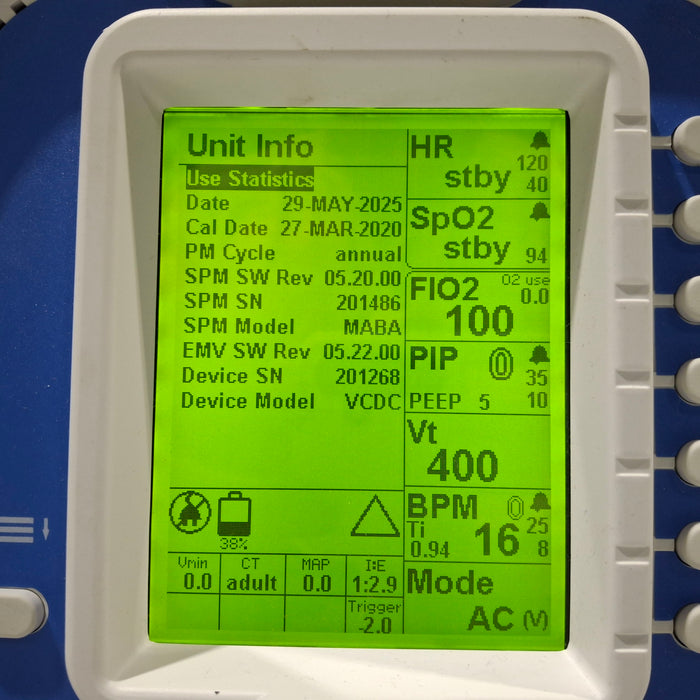 Unit Info
Use Statistics
Date 29-MAY-2025
Cal Date 27-MAR-2020
PM Cycle annual
SPM SW Rev 05.20.00
SPM SN 201486
SPM Model MABA
EMV SW Rev 05.22.00
Device SN 201268
Device Model VCDC
38%
Vmin CT MAP I:E
0.0 adult 0.0 1:2.9
Trigger
-2.0
HR 120
stby 40
SpO2
stby 94
FIO2 O2 use
0.0
100
PIP 0 35
PEEP 5 10
Vt
400
BPM 0 25
Ti
0.94 16 8
Mode
AC (V)